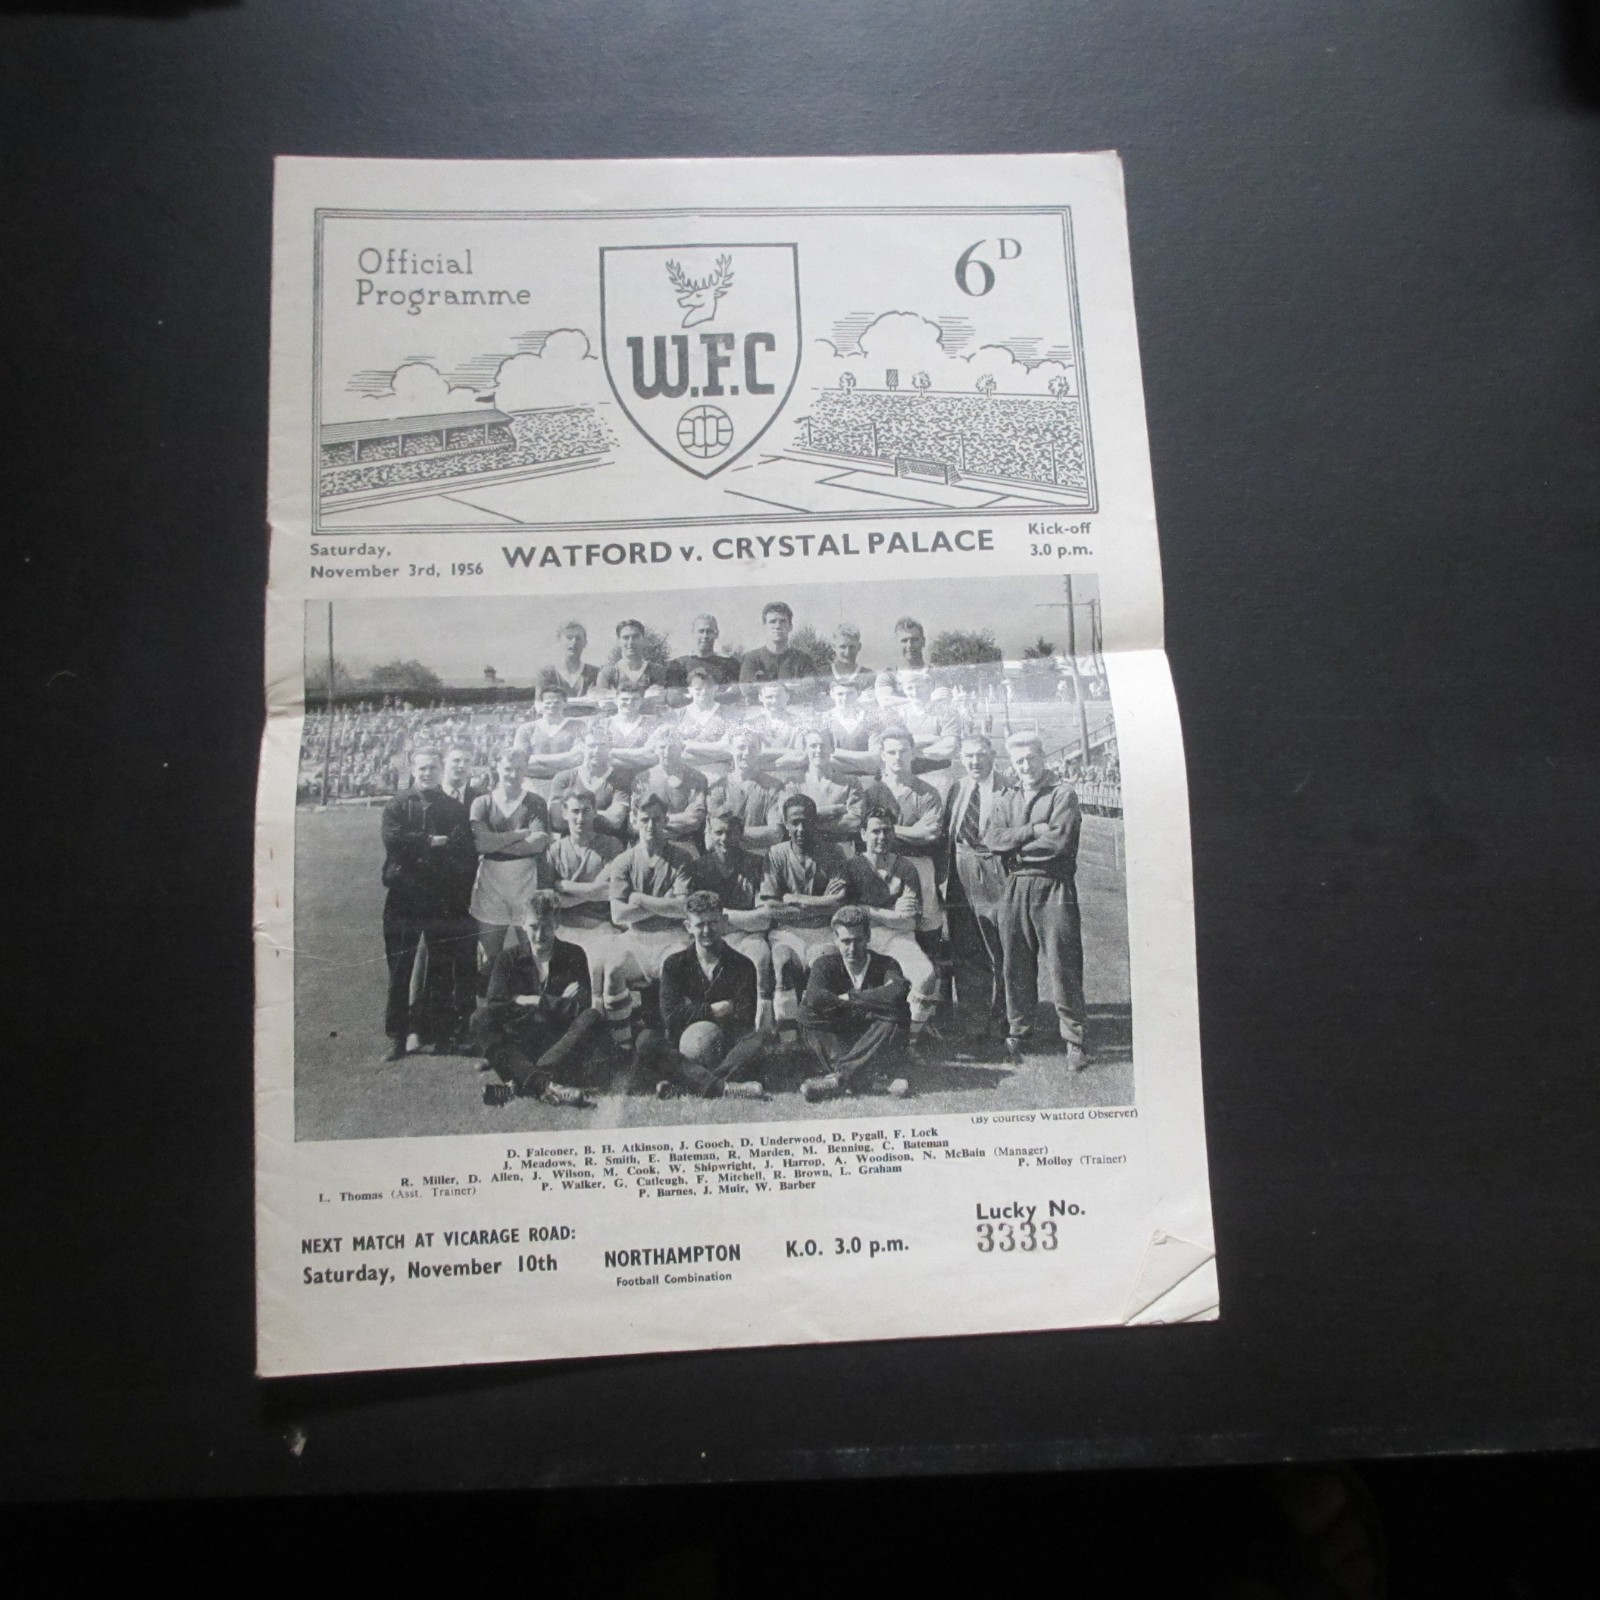 Official
Programme
6D
W.F.C
Saturday,
November 3rd, 1956
WATFORD v. CRYSTAL PALACE
Kick-off
3.0 p.m.
(By courtesy Watford Observer)
D. Falconer, B. H. Atkinson, J. Gooch, D. Underwood, D. Pygall, F. Lock
J. Meadows, R. Smith, E. Bateman, R. Marden, M. Benning, C. Bateman
R. Miller, D. Allen, J. Wilson, M. Cook, W. Shipwright, J. Harrop, A. Woodison, N. McBain (Manager)
L. Thomas (Asst. Trainer)
P. Molloy (Trainer)
P. Walker, G. Catleugh, F. Mitchell, R. Brown, L. Graham
P. Barnes, J. Muir, W. Barber
NEXT MATCH AT VICARAGE ROAD:
Saturday, November 10th
NORTHAMPTON
Football Combination
K.O. 3.0 p.m.
Lucky No.
3333